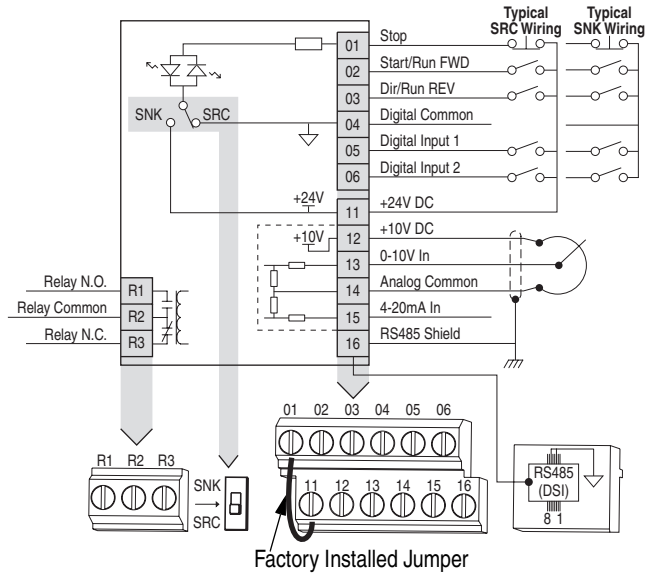 Typical
SRC Wiring
Typical
SNK Wiring
01 Stop
02 Start/Run FWD
03 Dir/Run REV
SNK SRC
04 Digital Common
05 Digital Input 1
06 Digital Input 2
+24V
11 +24V DC
+10V
12 +10V DC
13 0-10V In
14 Analog Common
15 4-20mA In
16 RS485 Shield
Relay N.O. R1
Relay Common R2
Relay N.C. R3
01 02 03 04 05 06
R1 R2 R3
SNK
SRC
11 12 13 14 15 16
RS485
(DSI)
8 1
Factory Installed Jumper